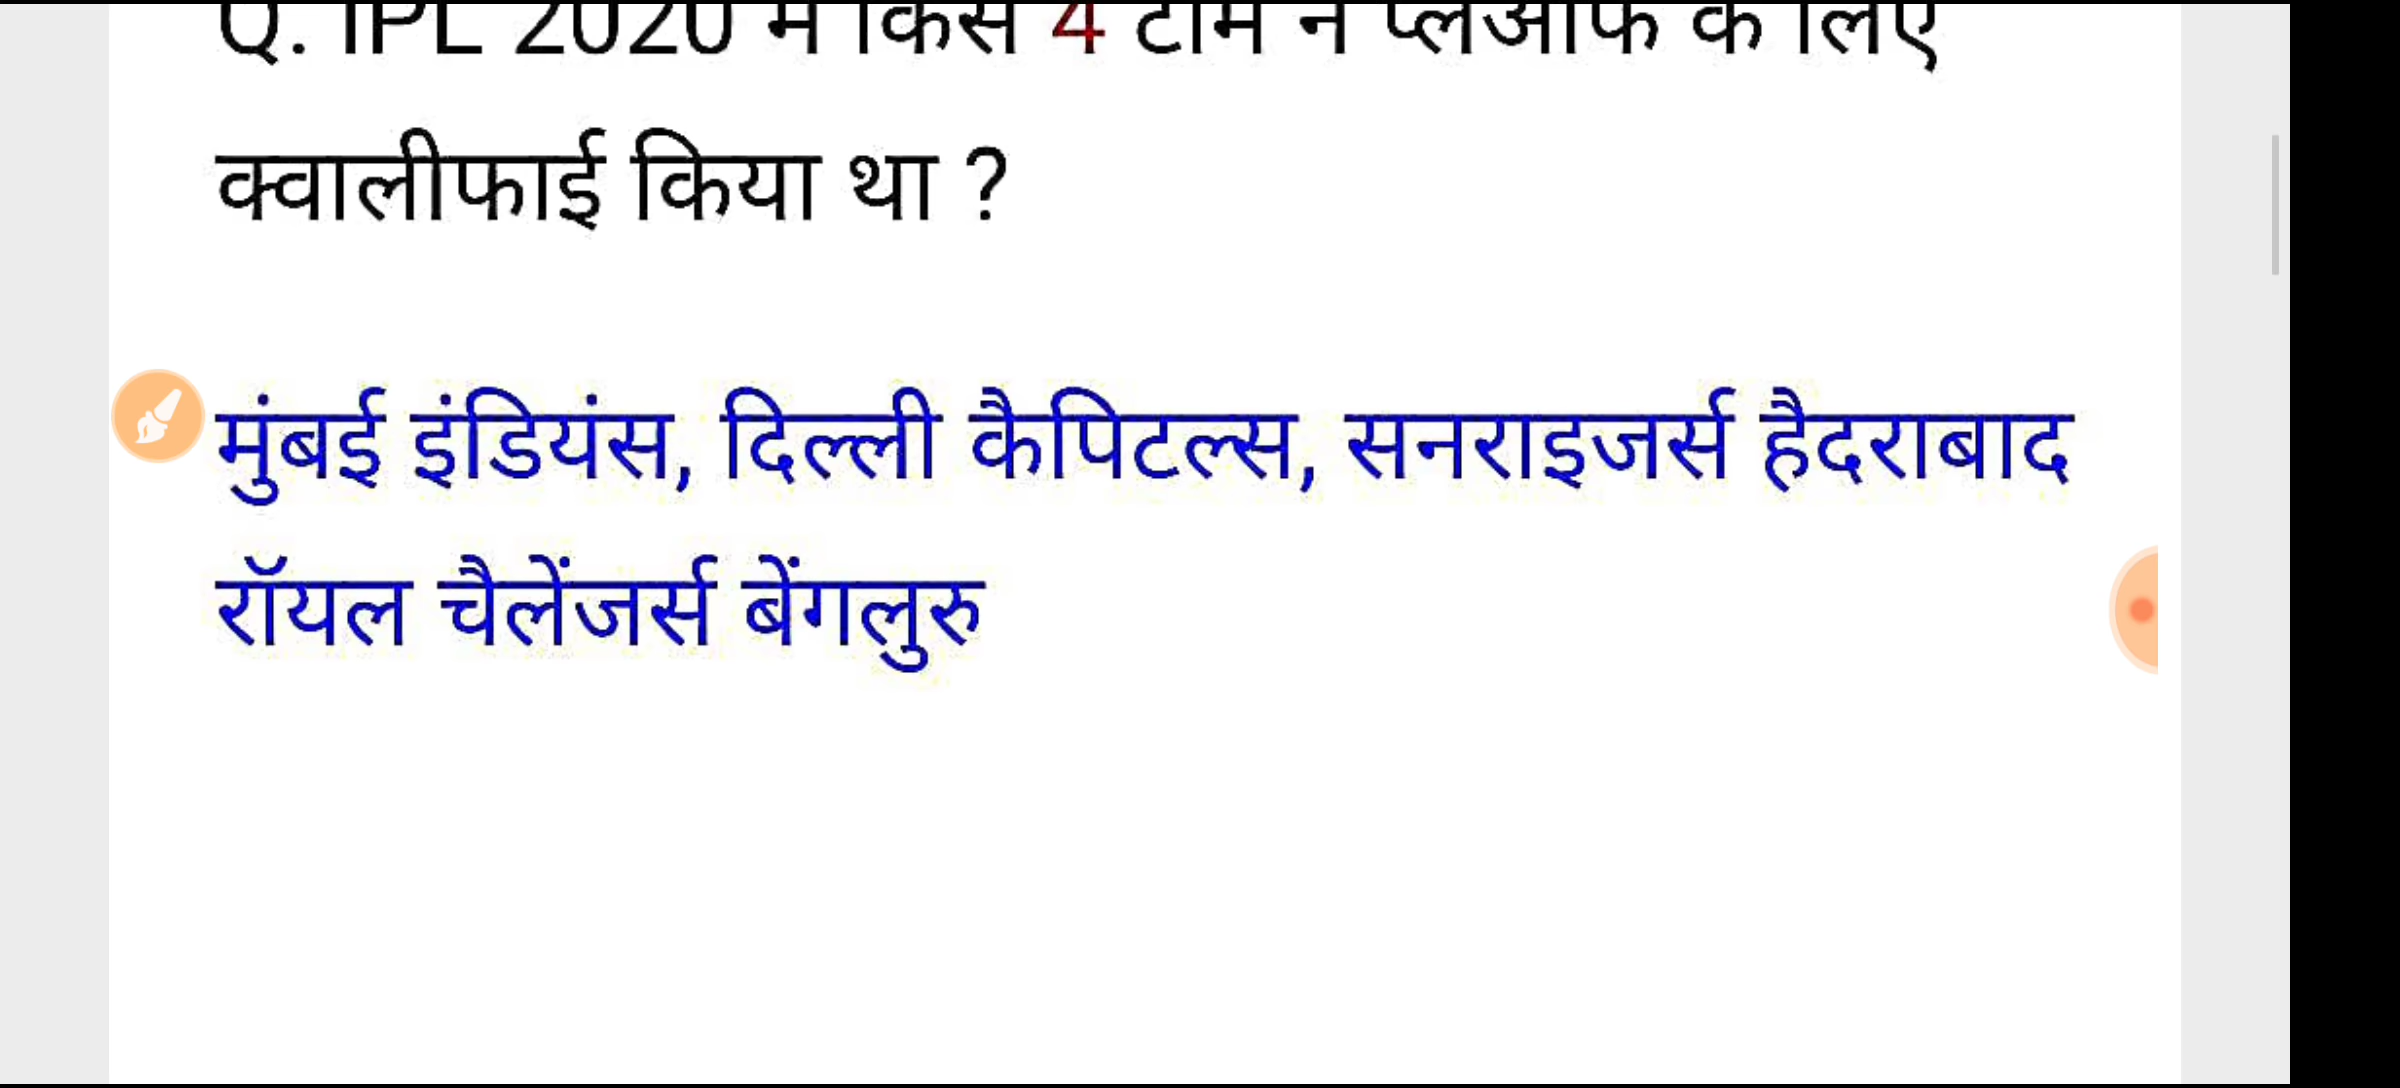 Q. IPL 2020 में किस 4 टीम ने प्लेऑफ के लिए
क्वालीफाई किया था ?
मुंबई इंडियंस, दिल्ली कैपिटल्स, सनराइजर्स हैदराबाद
रॉयल चैलेंजर्स बेंगलुरु